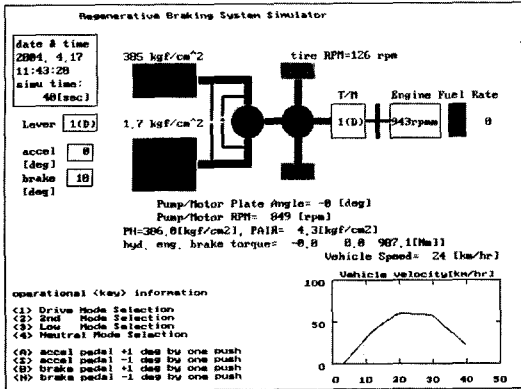 Regenerative Braking System Simulator
date & time
2004, 4,17
11:43:20
simu time:
40[sec]
385 kgf/cm^2
tire RPM=126 rpm
T/M
Engine
Fuel Rate
Lever
1(D)
1,7 kgf/cm^2
1(D)
943rpmm
0
accel
[deg]
0
brake
[deg]
10
Pump/Motor Plate Angle= -0 [deg]
Pump/Motor RPM= 849 [rpm]
PH=386,0[kgf/cm2], PAIR= 4,3[kgf/cm2]
hyd, eng, brake torque= -0,0 0,0 907,1[Nm]]
Vehicle Speed= 24 [km/hr]
Vehicle velocity[km/hr]
100
50
0
0 10 20 30 40 50
operational <key> information
<1> Drive Mode Selection
<2> 2nd Mode Selection
<3> Low Mode Selection
<4> Neutral Mode Selection
<A> accel pedal +1 deg by one push
<S> accel pedal -1 deg by one push
<B> brake pedal +1 deg by one push
<N> brake pedal -1 deg by one push